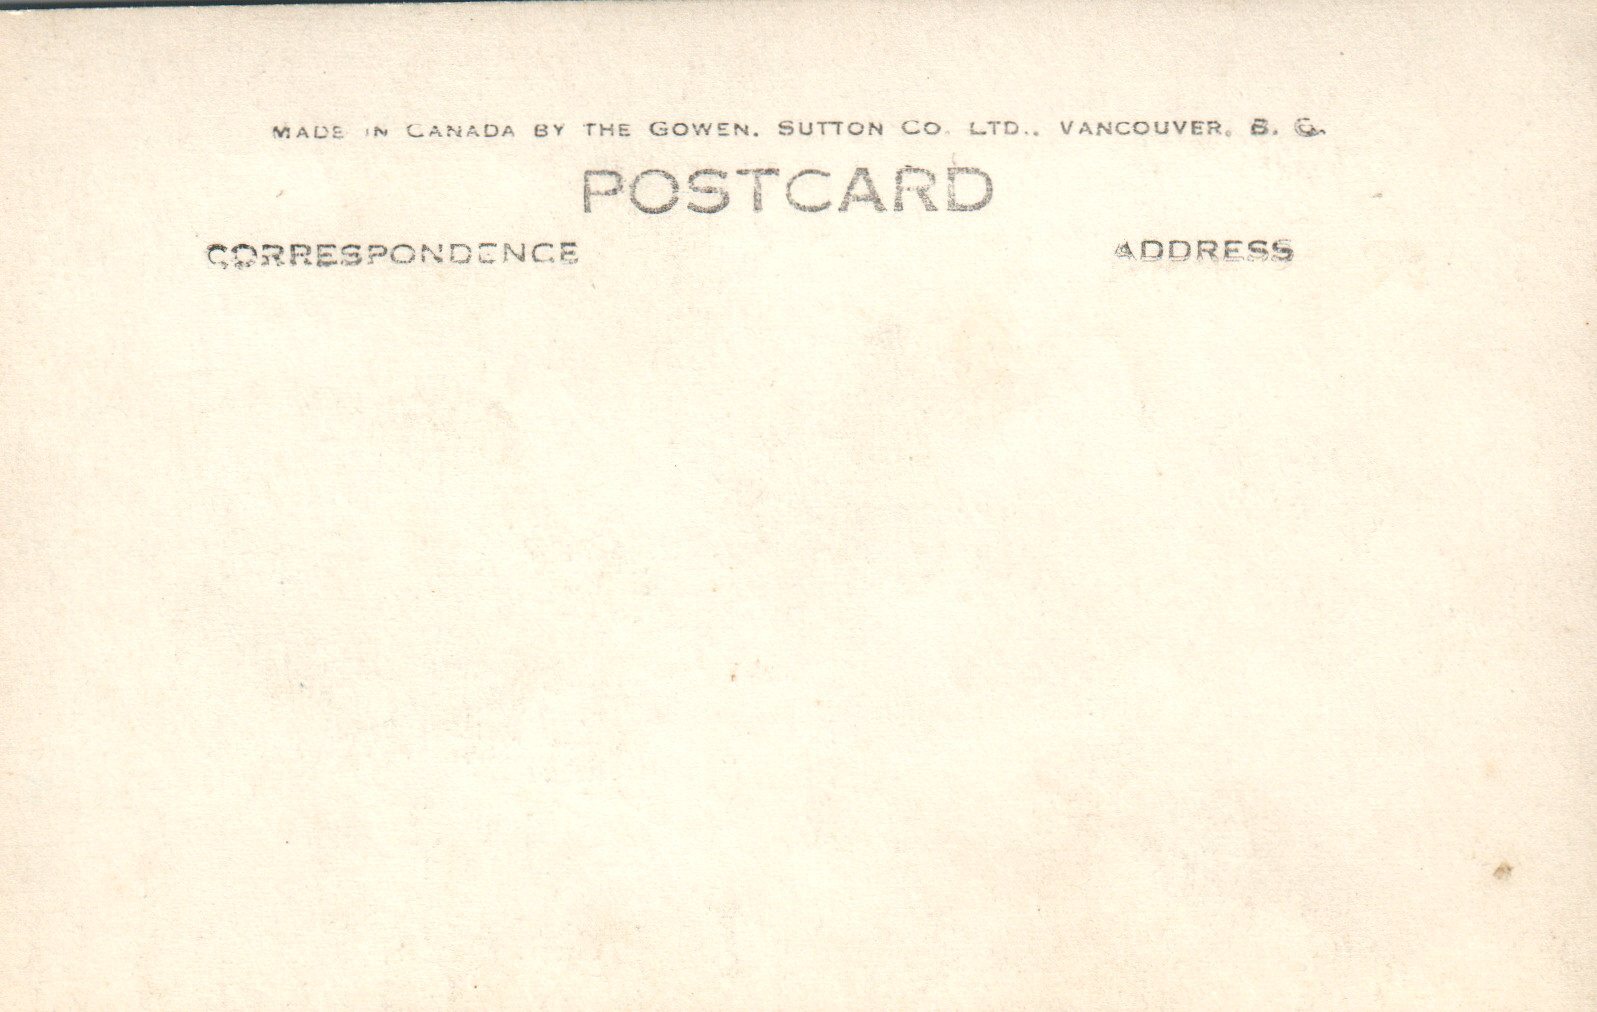 MADE IN CANADA BY THE GOWEN, SUTTON CO. LTD., VANCOUVER, B. C.
POSTCARD
CORRESPONDENCE
ADDRESS